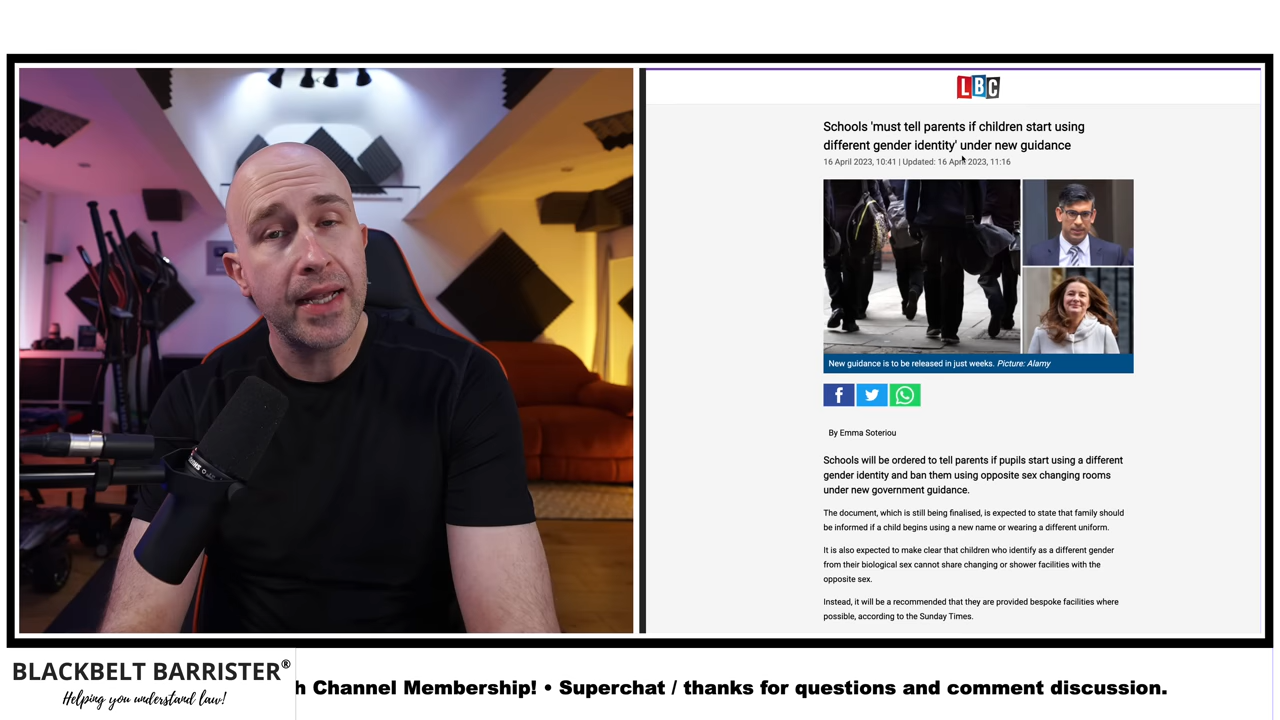 LBC
Schools 'must tell parents if children start using
different gender identity' under new guidance
16 April 2023, 10:41 | Updated: 16 April 2023, 11:16
New guidance is to be released in just weeks. Picture: Alamy
By Emma Soteriou
Schools will be ordered to tell parents if pupils start using a different
gender identity and ban them using opposite sex changing rooms
under new government guidance.
The document, which is still being finalised, is expected to state that family should
be informed if a child begins using a new name or wearing a different uniform.
It is also expected to make clear that children who identify as a different gender
from their biological sex cannot share changing or shower facilities with the
opposite sex.
Instead, it will be a recommended that they are provided bespoke facilities where
possible, according to the Sunday Times.
BLACKBELT BARRISTER®
Helping you understand law!
h Channel Membership! • Superchat / thanks for questions and comment discussion.